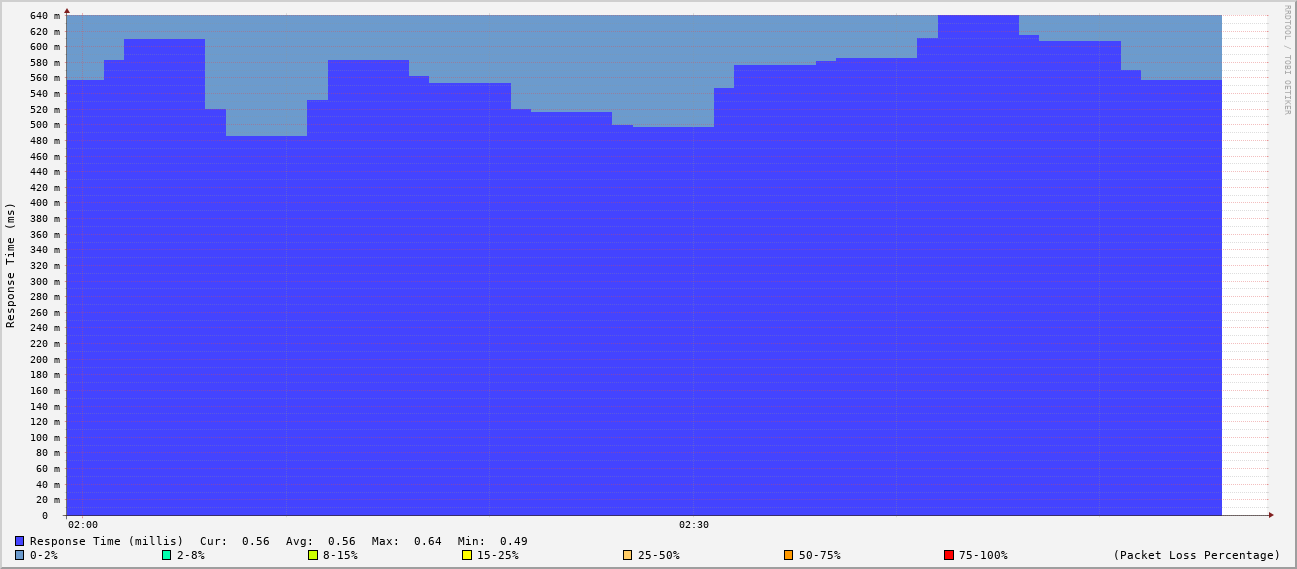 640 m
620 m
600 m
580 m
560 m
540 m
520 m
500 m
480 m
460 m
440 m
420 m
400 m
380 m
360 m
340 m
320 m
300 m
280 m
260 m
240 m
220 m
200 m
180 m
160 m
140 m
120 m
100 m
80 m
60 m
40 m
20 m
0
Response Time (ms)
RRDTOOL / TOBI OETIKER
02:00 02:30
Response Time (millis) Cur: 0.56 Avg: 0.56 Max: 0.64 Min: 0.49
0-2% 2-8% 8-15% 15-25% 25-50% 50-75% 75-100% (Packet Loss Percentage)